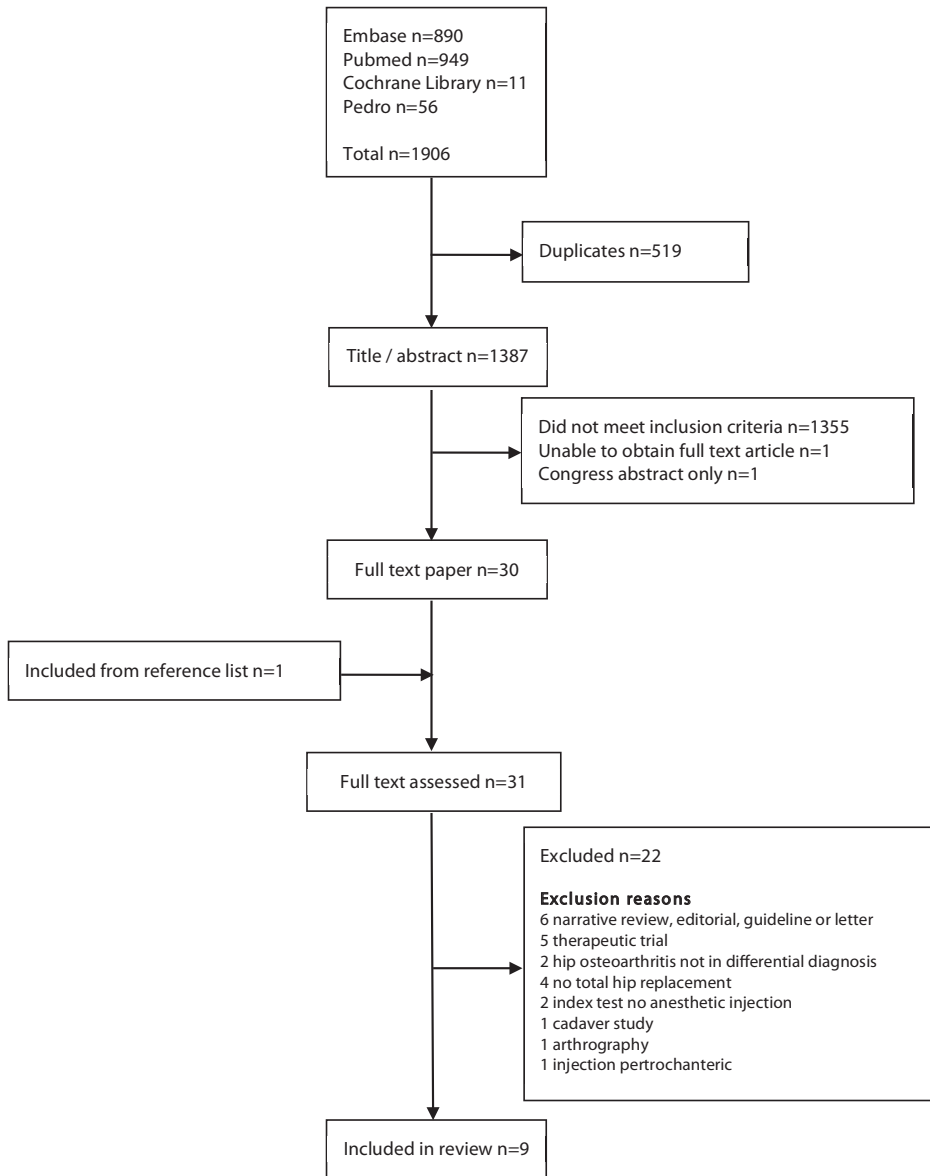 Embase n=890
Pubmed n=949
Cochrane Library n=11
Pedro n=56
Total n=1906
Duplicates n=519
Title / abstract n=1387
Did not meet inclusion criteria n=1355
Unable to obtain full text article n=1
Congress abstract only n=1
Full text paper n=30
Included from reference list n=1
Full text assessed n=31
Excluded n=22
Exclusion reasons
6 narrative review, editorial, guideline or letter
5 therapeutic trial
2 hip osteoarthritis not in differential diagnosis
4 no total hip replacement
2 index test no anesthetic injection
1 cadaver study
1 arthrography
1 injection pertrochanteric
Included in review n=9